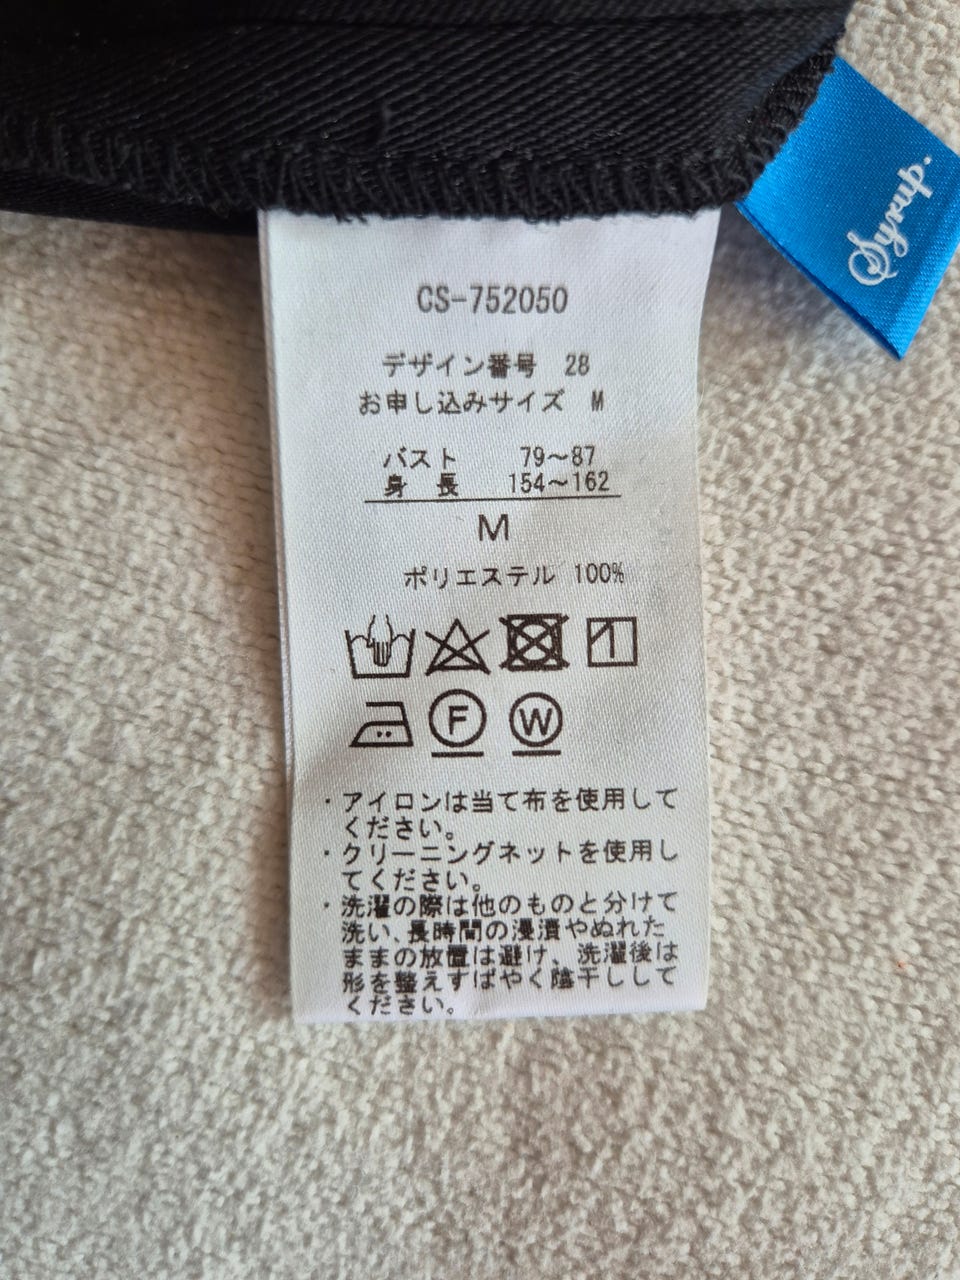 Syrup.
CS-752050
デザイン番号 28
お申し込みサイズ M
バスト 79〜87
身 長 154〜162
M
ポリエステル 100%
F W
・アイロンは当て布を使用して
ください。
・クリーニングネットを使用し
てください。
・洗濯の際は他のものと分けて
洗い、長時間の浸漬やぬれた
ままの放置は避け、洗濯後は
形を整えすばやく陰干しして
ください。